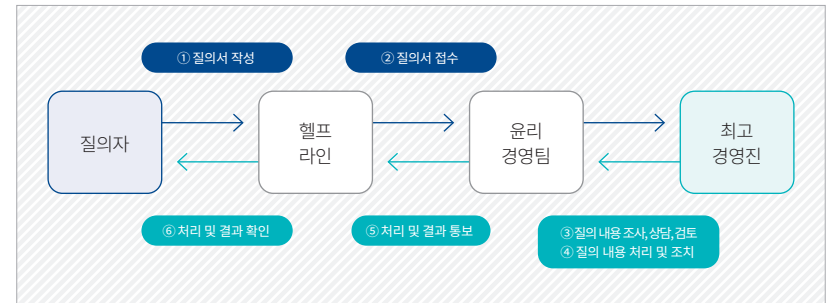 ① 질의서 작성
② 질의서 접수
질의자
헬프
라인
윤리
경영팀
최고
경영진
⑥ 처리 및 결과 확인
⑤ 처리 및 결과 통보
③ 질의 내용 조사, 상담, 검토
④ 질의 내용 처리 및 조치